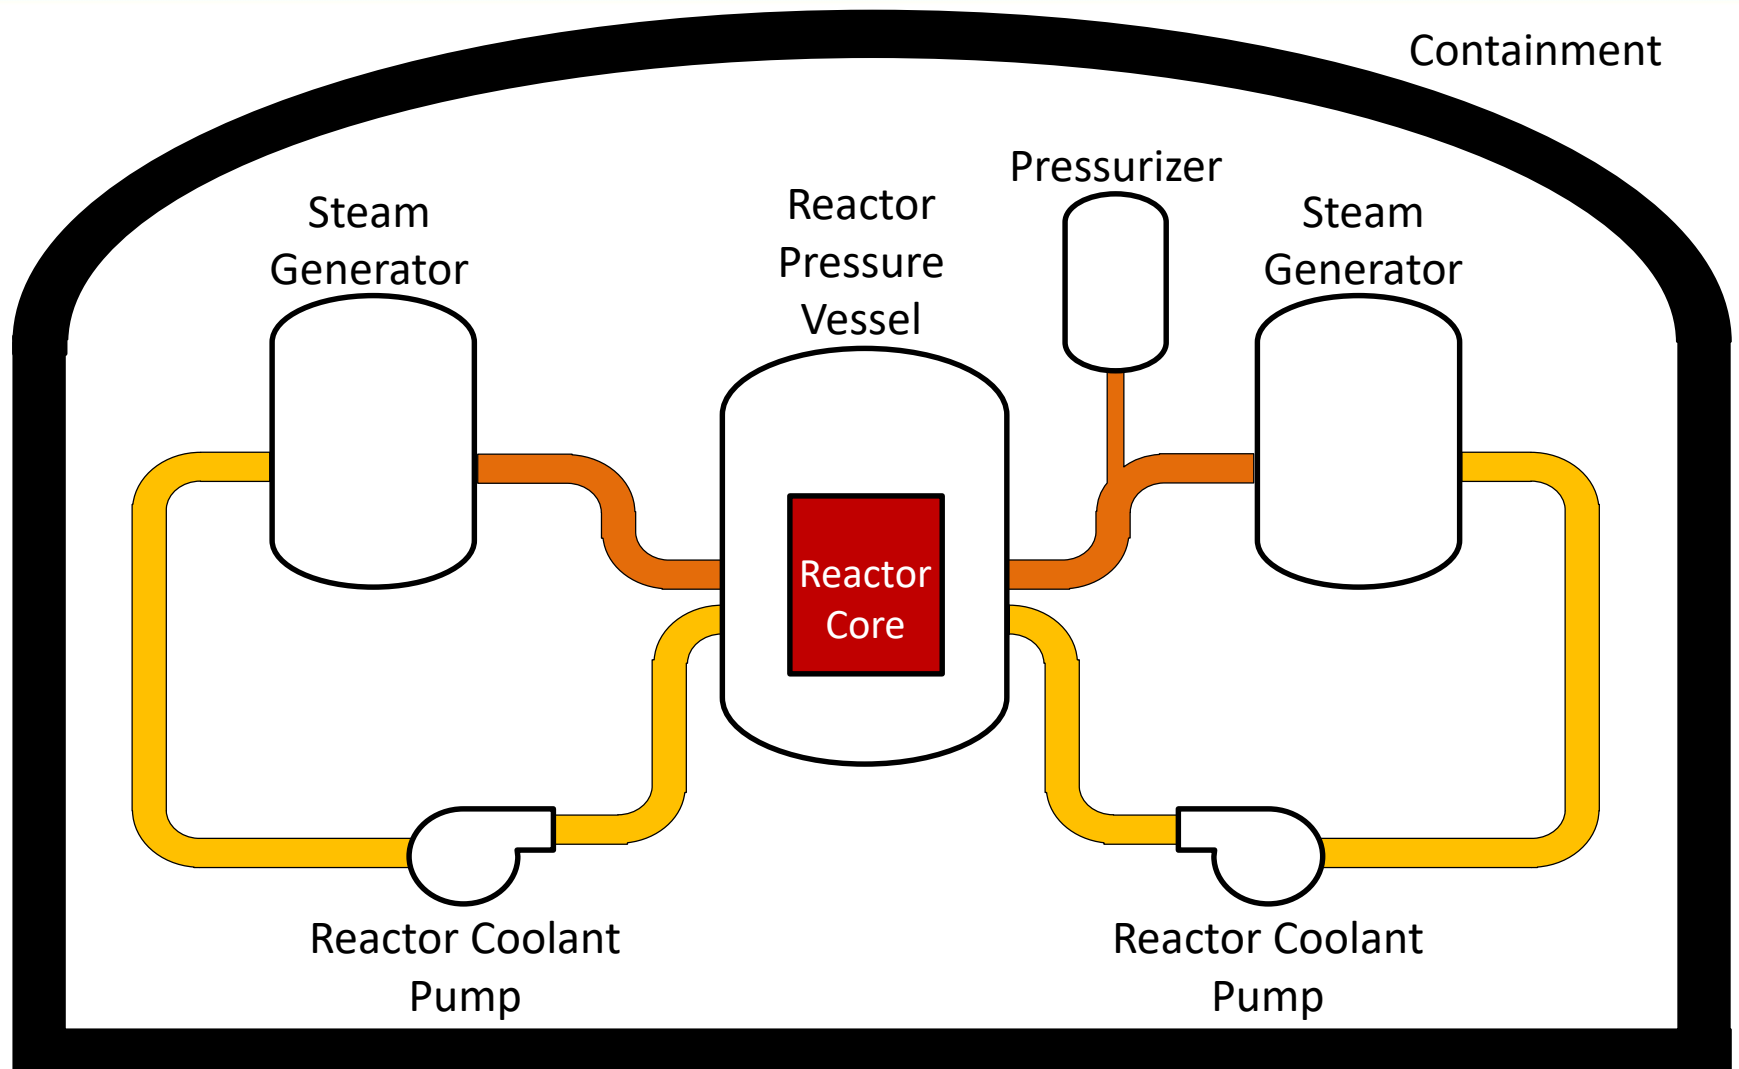 Containment
Pressurizer
Steam
Generator
Reactor
Pressure
Vessel
Steam
Generator
Reactor
Core
Reactor Coolant
Pump
Reactor Coolant
Pump